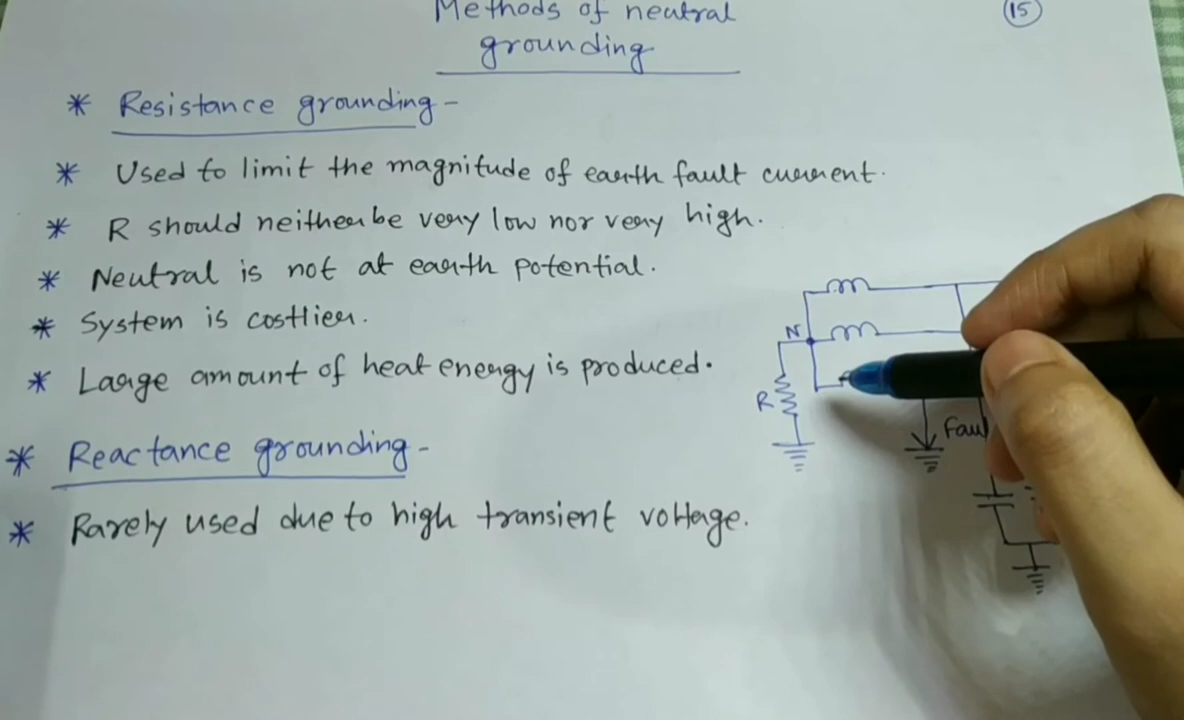 Methods of neutral
15
grounding
* Resistance grounding -
* Used to limit the magnitude of earth fault current.
* R should neither be very low nor very high.
* Neutral is not at earth potential.
* System is costlier.
* Large amount of heat energy is produced.
N
R
* Reactance grounding -
* Rarely used due to high transient voltage.